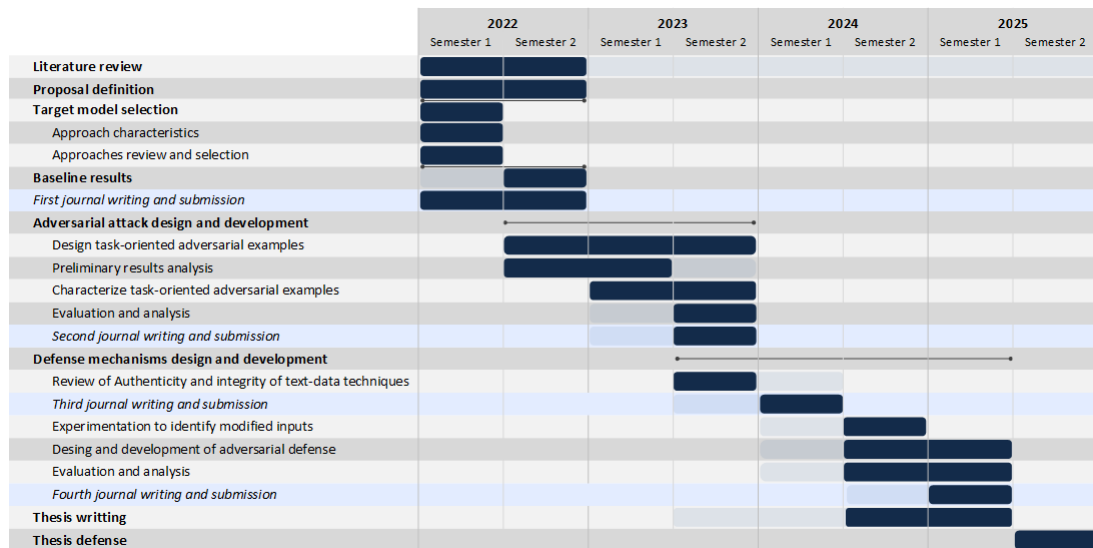 2022 2023 2024 2025
Semester 1 Semester 2 Semester 1 Semester 2 Semester 1 Semester 2 Semester 1 Semester 2
Literature review
Proposal definition
Target model selection
Approach characteristics
Approaches review and selection
Baseline results
First journal writing and submission
Adversarial attack design and development
Design task-oriented adversarial examples
Preliminary results analysis
Characterize task-oriented adversarial examples
Evaluation and analysis
Second journal writing and submission
Defense mechanisms design and development
Review of Authenticity and integrity of text-data techniques
Third journal writing and submission
Experimentation to identify modified inputs
Desing and development of adversarial defense
Evaluation and analysis
Fourth journal writing and submission
Thesis writting
Thesis defense